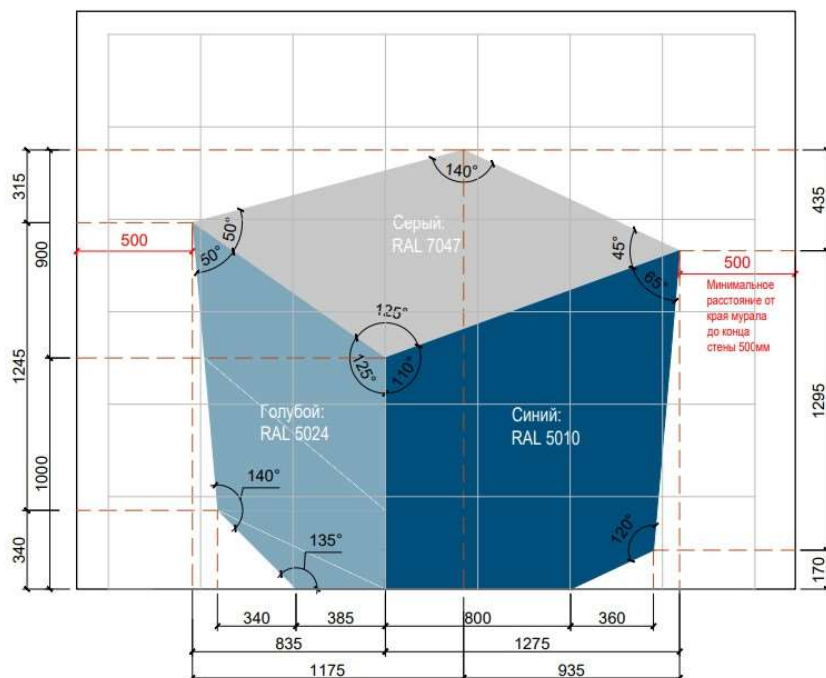 140°
315
435
50°
Серый:
RAL 7047
45°
500
50°
65°
500
900
Минимальное
расстояние от
края мурала
до конца
стены 500мм
125°
125°
110°
1245
1295
Голубой:
RAL 5024
Синий:
RAL 5010
1000
140°
135°
120°
340
170
340
385
800
360
835
1275
1175
935